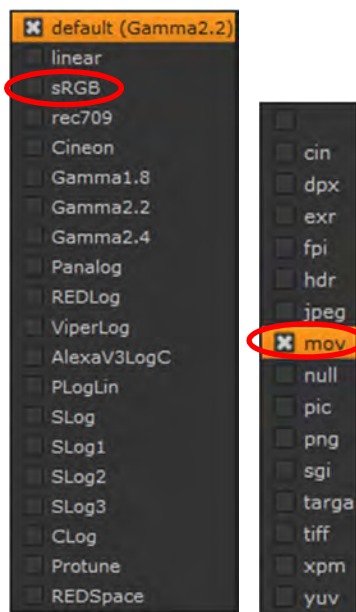 default (Gamma2.2)
linear
sRGB
rec709
Cineon
Gamma1.8
Gamma2.2
Gamma2.4
Panalog
REDLog
ViperLog
AlexaV3LogC
PLogLin
SLog
SLog1
SLog2
SLog3
CLog
Protune
REDSpace
cin
dpx
exr
fpi
hdr
jpeg
mov
null
pic
png
sgi
targa
tiff
xpm
yuv